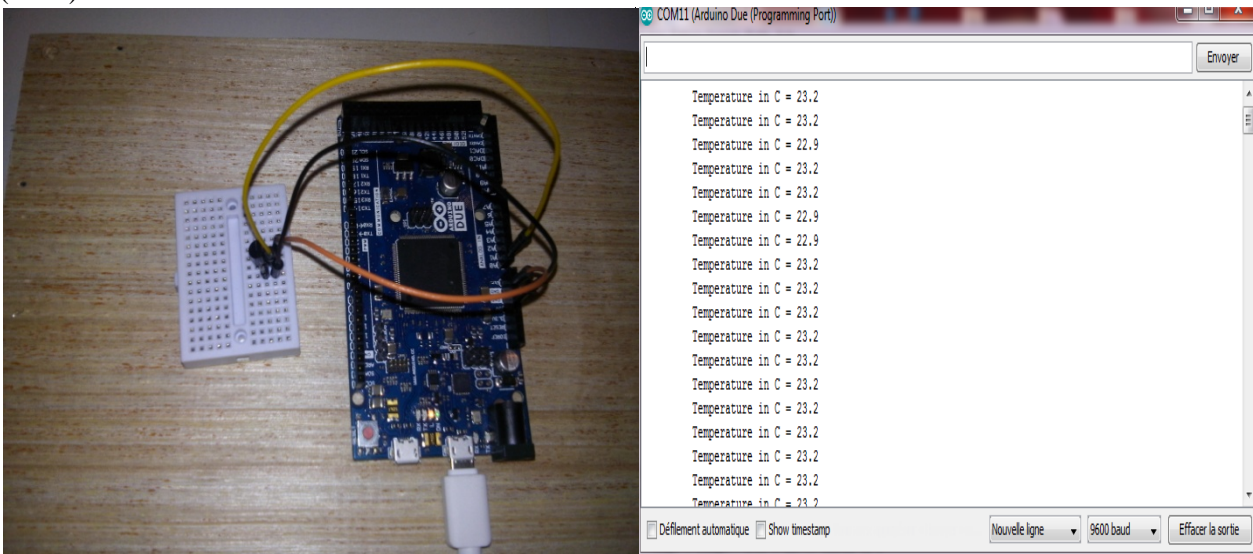 ARDUINO
DUE
COM11 (Arduino Due (Programming Port))
Envoyer
Temperature in C = 23.2
Temperature in C = 23.2
Temperature in C = 22.9
Temperature in C = 23.2
Temperature in C = 23.2
Temperature in C = 22.9
Temperature in C = 22.9
Temperature in C = 23.2
Temperature in C = 23.2
Temperature in C = 23.2
Temperature in C = 23.2
Temperature in C = 23.2
Temperature in C = 23.2
Temperature in C = 23.2
Temperature in C = 23.2
Temperature in C = 23.2
Temperature in C = 23.2
Temperature in C = 23.2
Défilement automatique Show timestamp Nouvelle ligne 9600 baud Effacer la sortie